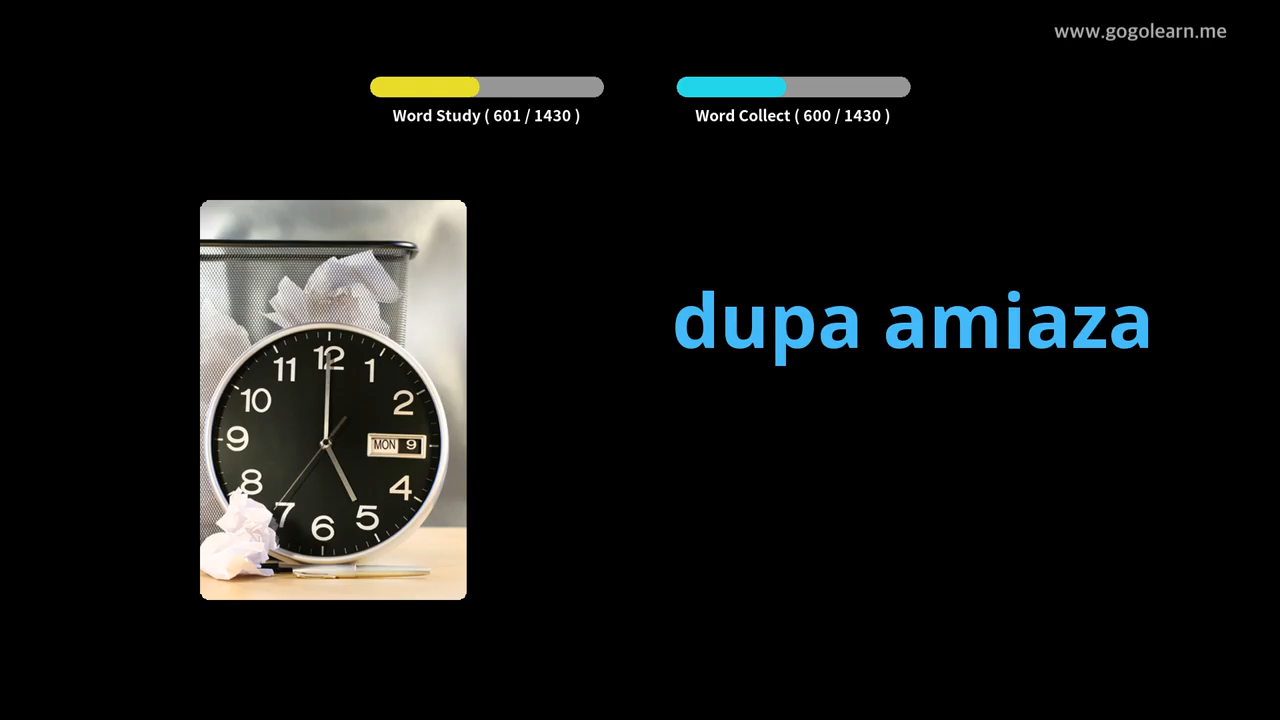 www.gogolearn.me
Word Study ( 601 / 1430 )
Word Collect ( 600 / 1430 )
dupa amiaza
12
11
1
10
2
9
MON 9
8
4
7
5
6